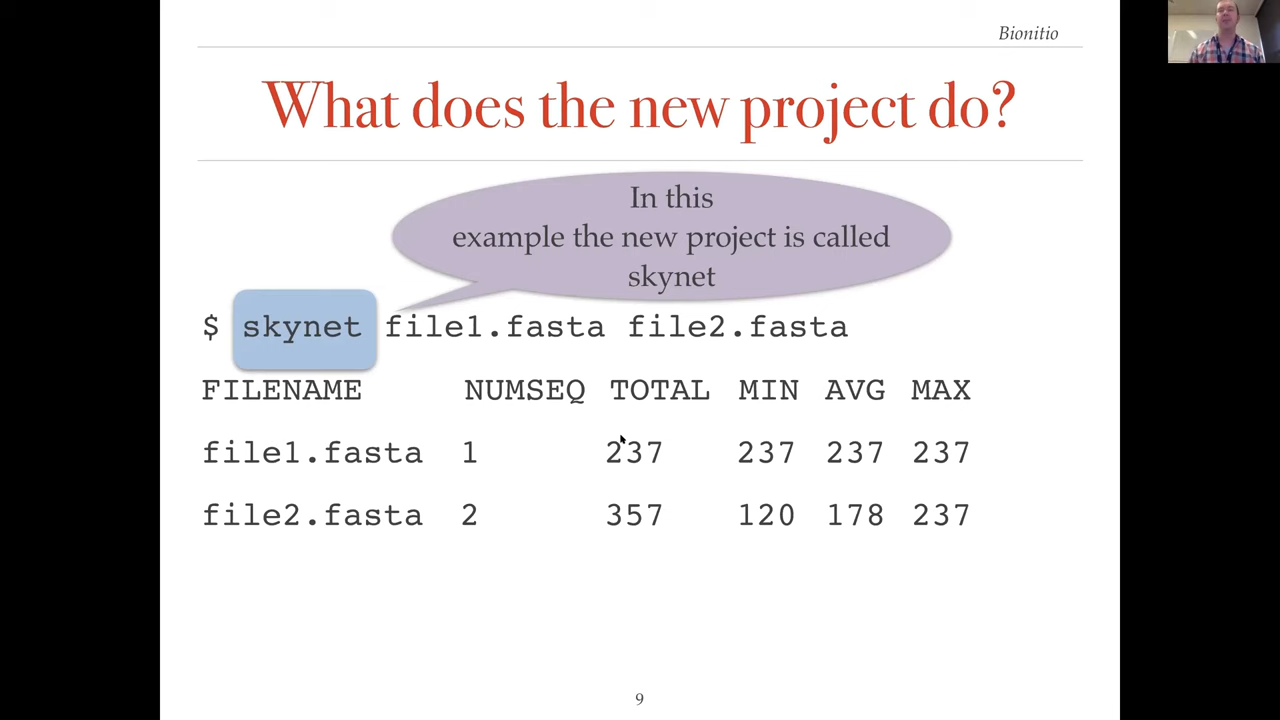 Bionitio
What does the new project do?
In this
example the new project is called
skynet
$ skynet file1.fasta file2.fasta
FILENAME NUMSEQ TOTAL MIN AVG MAX
file1.fasta 1 237 237 237 237
file2.fasta 2 357 120 178 237
9